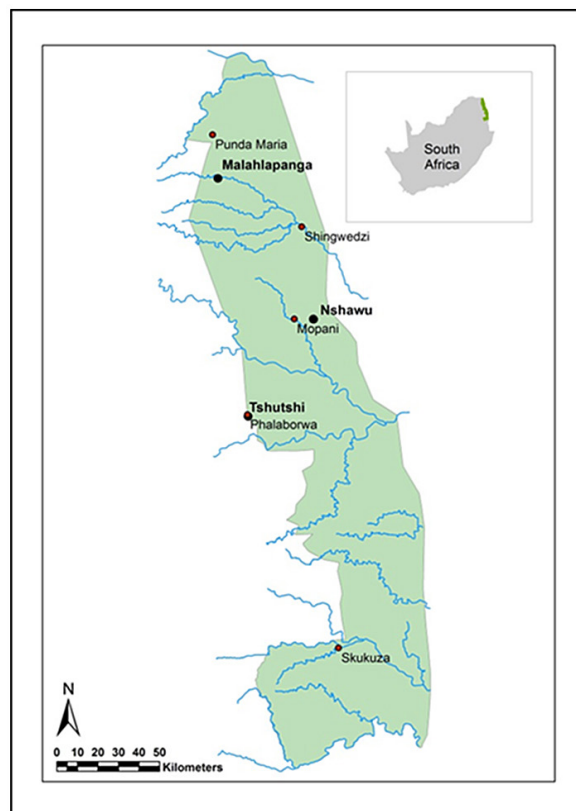 Punda Maria
Malahlapanga
South
Africa
Shingwedzi
Nshawu
Mopani
Tshutshi
Phalaborwa
Skukuza
N
0 10 20 30 40 50
Kilometers